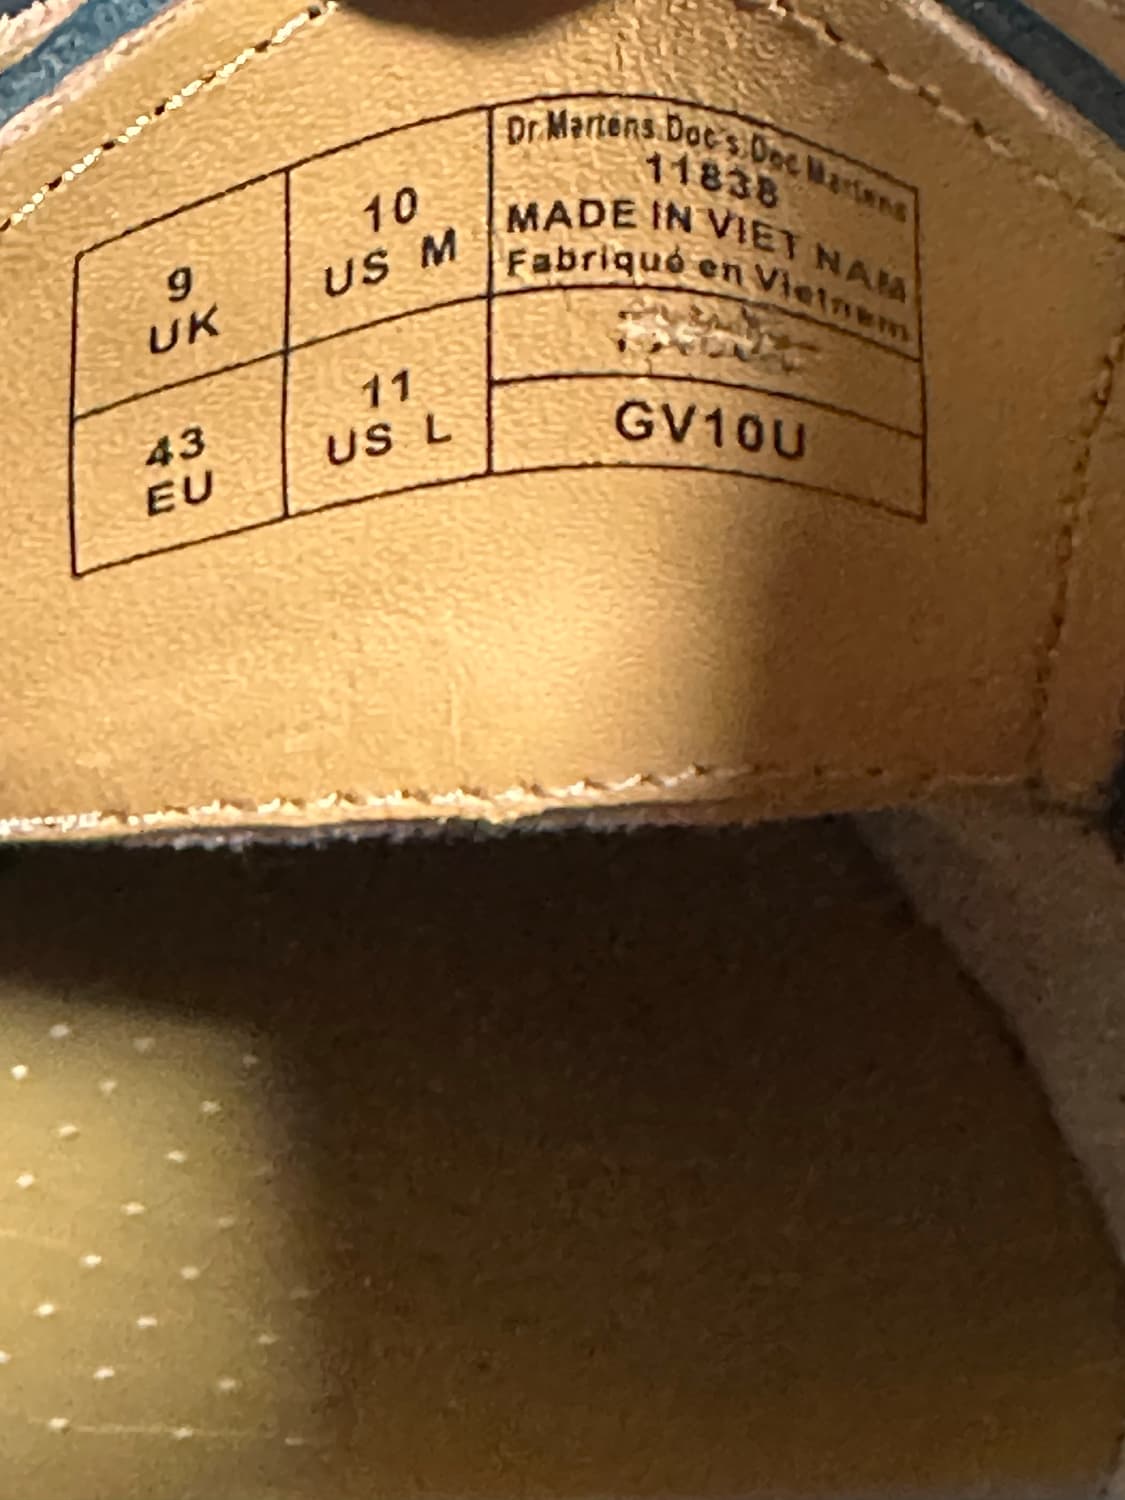 9
UK
10
US M
Dr.Martens.Doc's.Doc Martens
11838
MADE IN VIET NAM
Fabriqué en Vietnam
43
EU
11
US L
GV10U